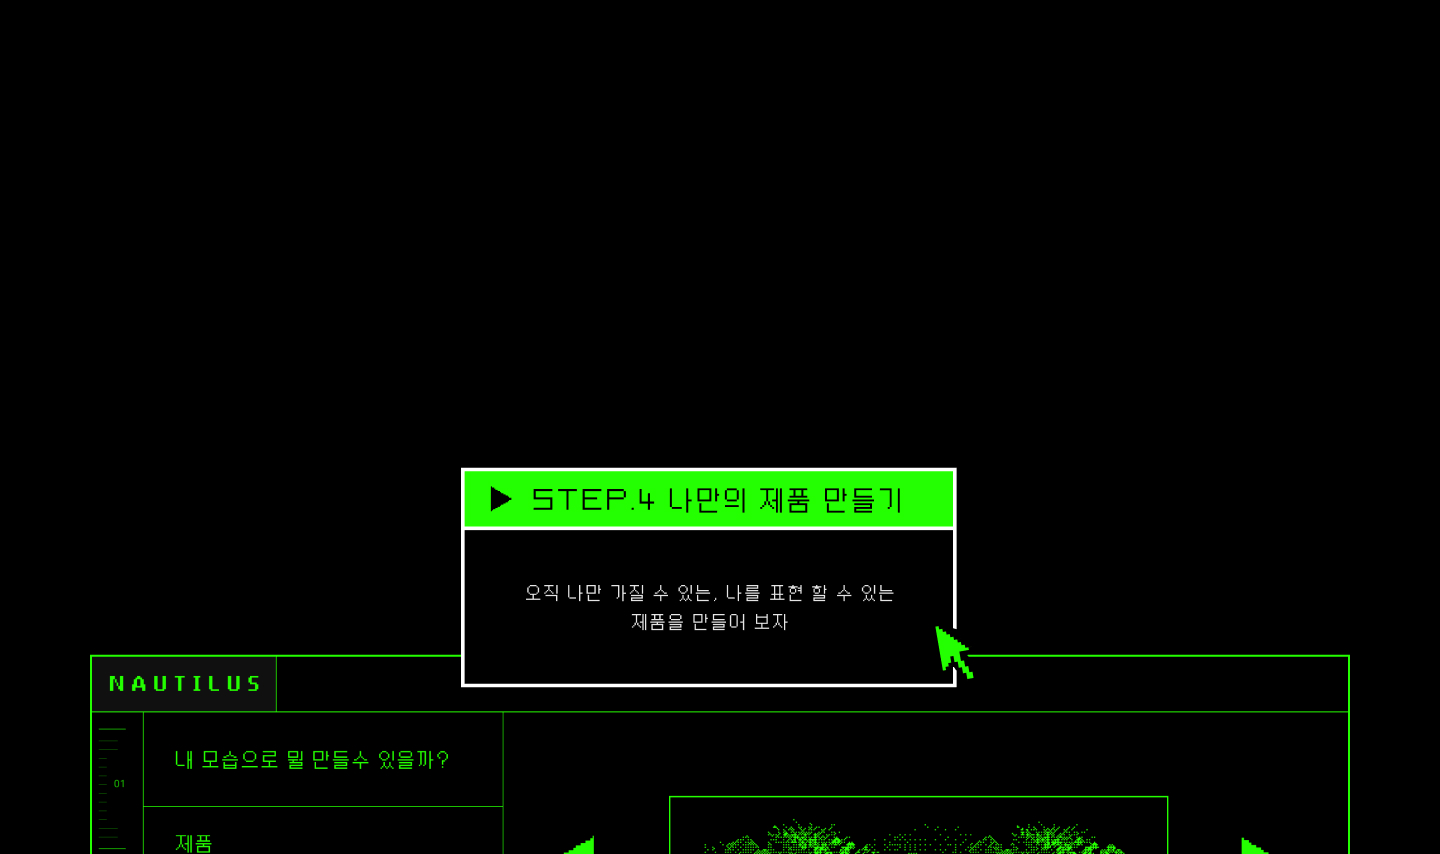 STEP.4 나만의 제품 만들기
오직 나만 가질 수 있는, 나를 표현 할 수 있는
제품을 만들어 보자
NAUTILUS
내 모습으로 뭘 만들수 있을까?
01
제품